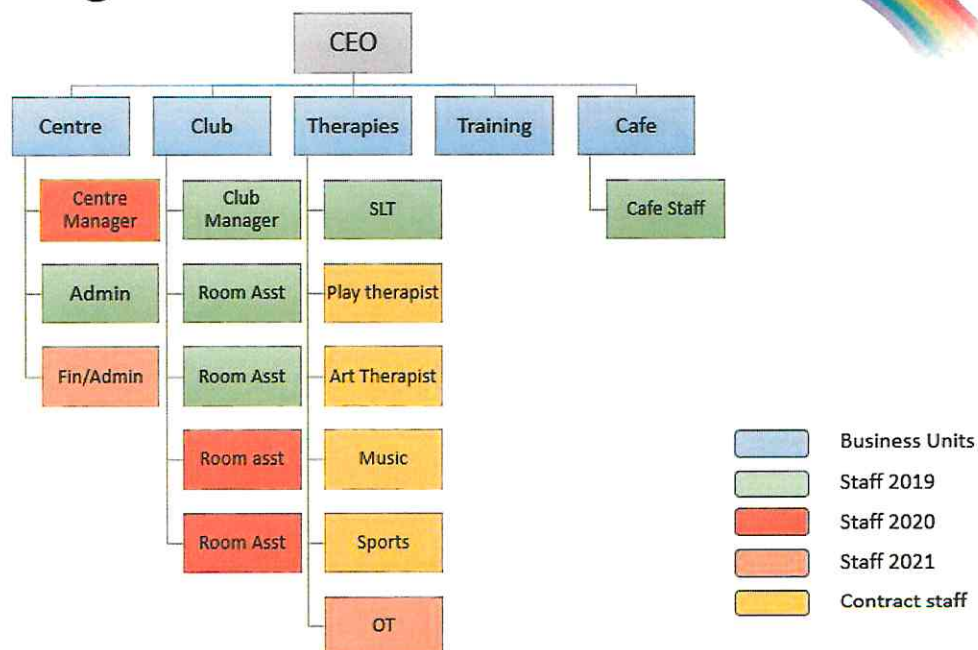 CEO
Centre
Club
Therapies
Training
Cafe
Centre
Manager
Club
Manager
SLT
Cafe Staff
Admin
Room Asst
Play therapist
Fin/Admin
Room Asst
Art Therapist
Room asst
Music
Room Asst
Sports
OT
Business Units
Staff 2019
Staff 2020
Staff 2021
Contract staff